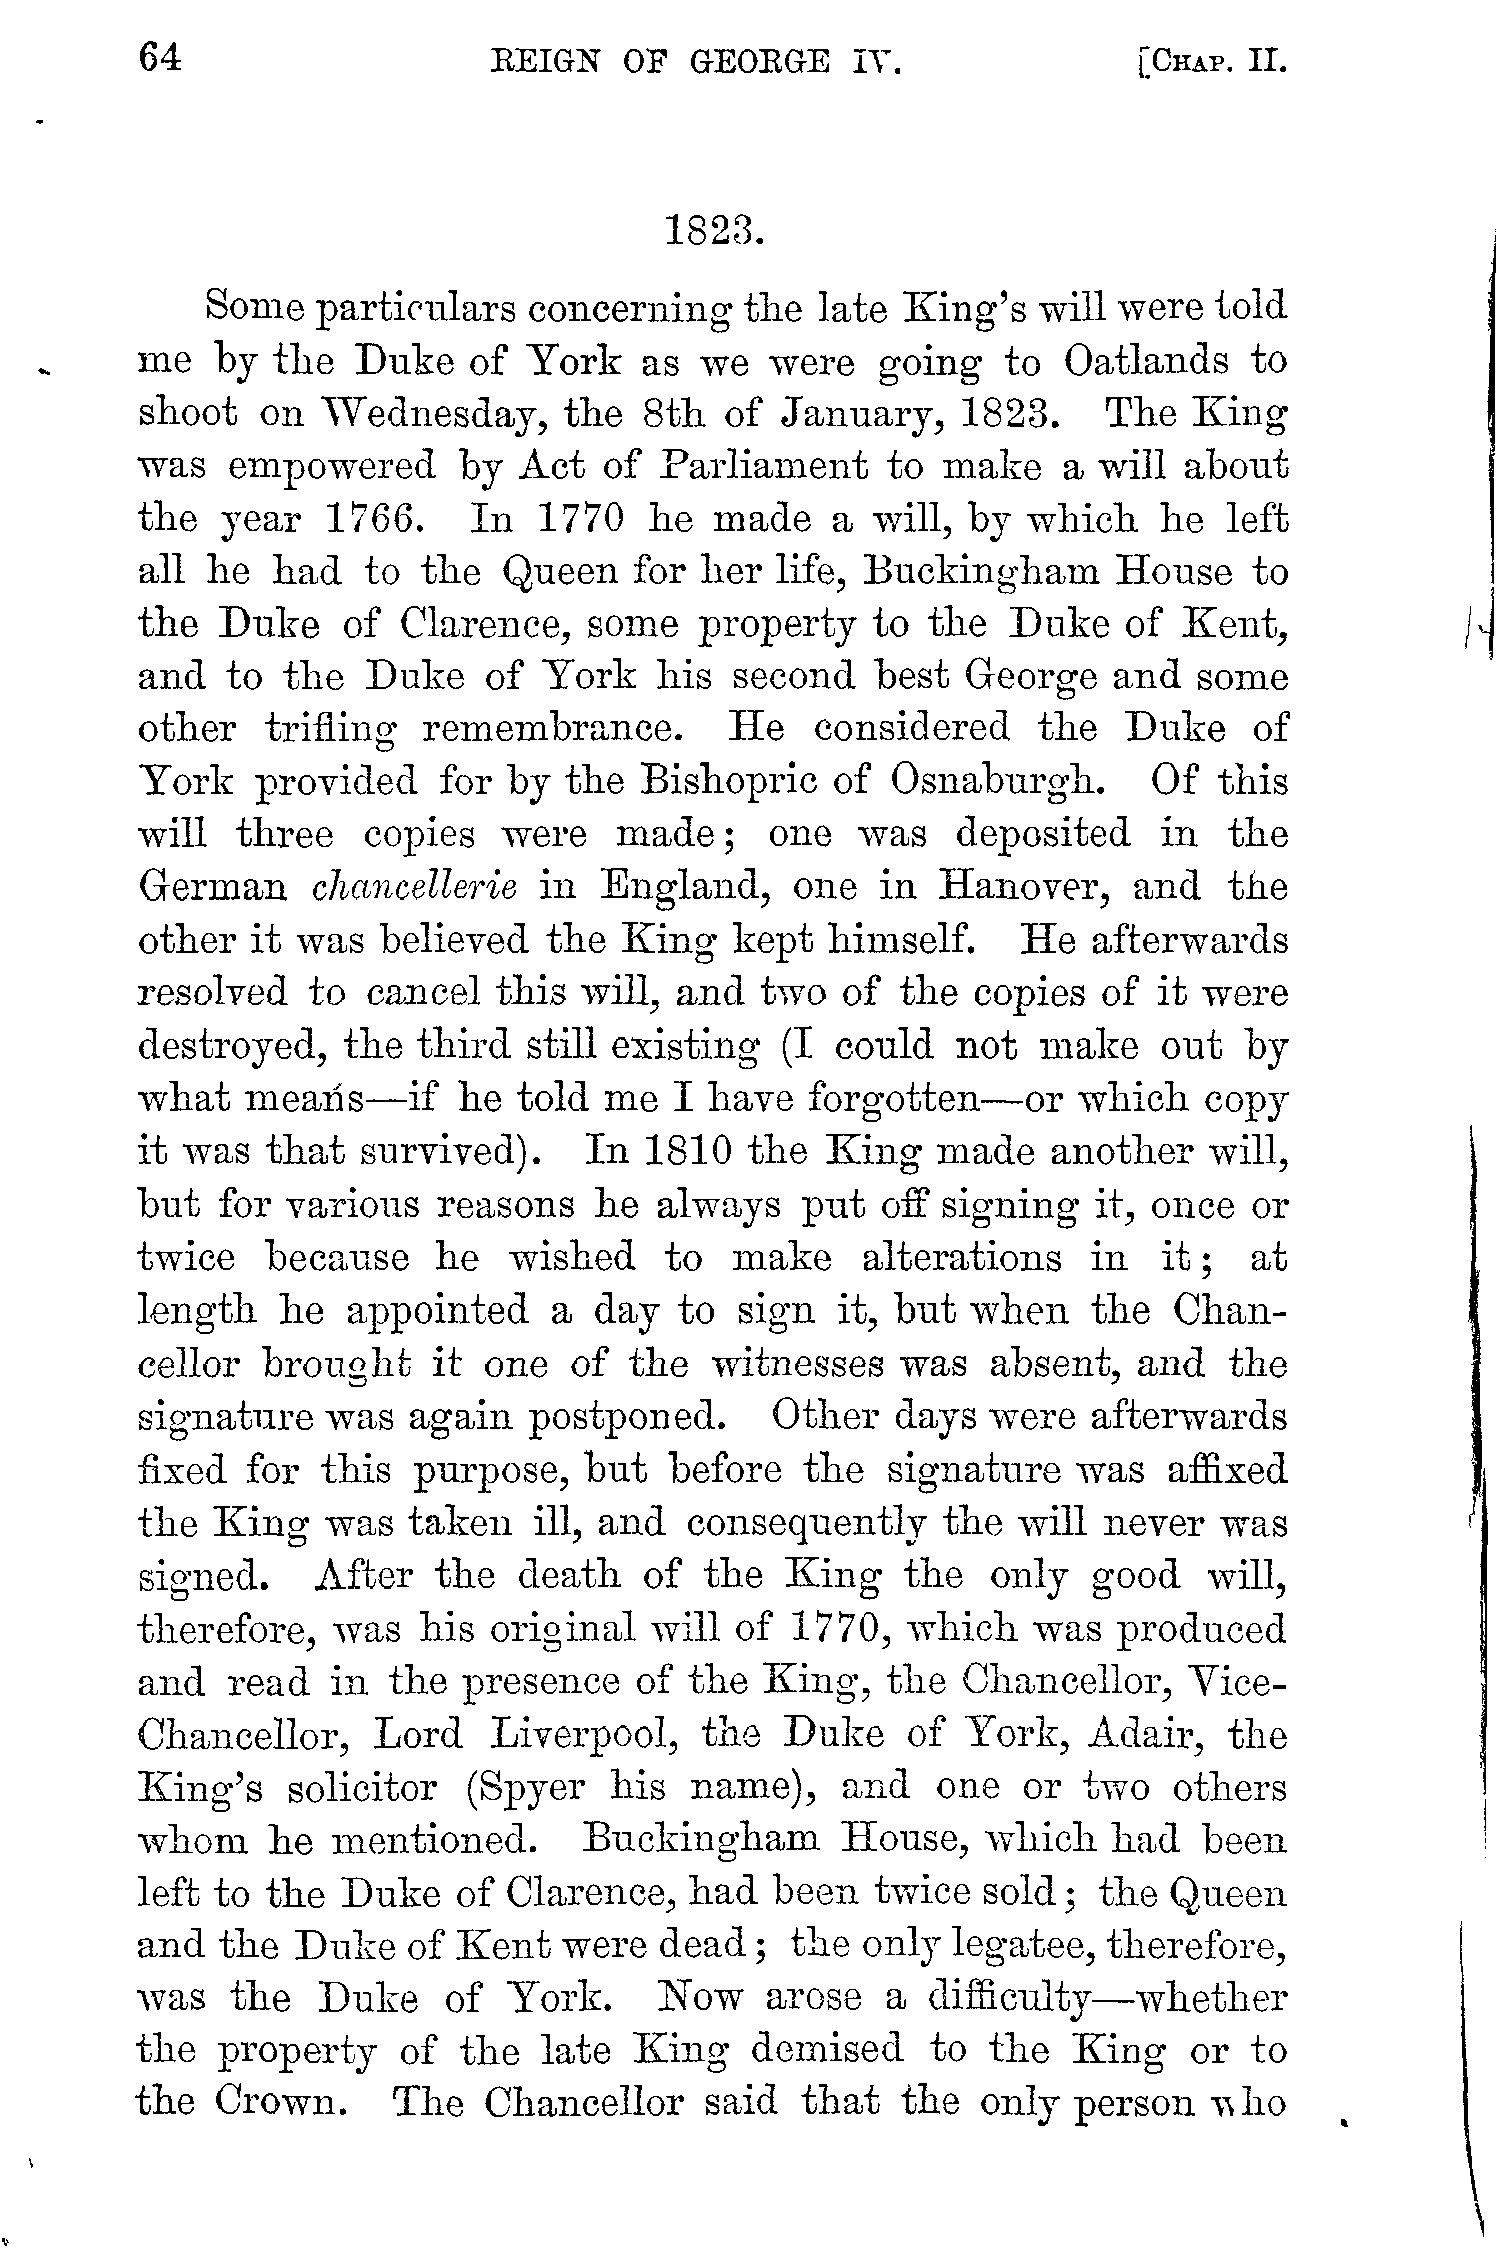 64 REIGN OF GEORGE IV. [CHAP. II.
1823.
Some particulars concerning the late King's will were told
me by the Duke of York as we were going to Oatlands to
shoot on Wednesday, the 8th of January, 1823. The King
was empowered by Act of Parliament to make a will about
the year 1766. In 1770 he made a will, by which he left
all he had to the Queen for her life, Buckingham House to
the Duke of Clarence, some property to the Duke of Kent,
and to the Duke of York his second best George and some
other trifling remembrance. He considered the Duke of
York provided for by the Bishopric of Osnaburgh. Of this
will three copies were made; one was deposited in the
German chancellerie in England, one in Hanover, and the
other it was believed the King kept himself. He afterwards
resolved to cancel this will, and two of the copies of it were
destroyed, the third still existing (I could not make out by
what means—if he told me I have forgotten—or which copy
it was that survived). In 1810 the King made another will,
but for various reasons he always put off signing it, once or
twice because he wished to make alterations in it; at
length he appointed a day to sign it, but when the Chan-
cellor brought it one of the witnesses was absent, and the
signature was again postponed. Other days were afterwards
fixed for this purpose, but before the signature was affixed
the King was taken ill, and consequently the will never was
signed. After the death of the King the only good will,
therefore, was his original will of 1770, which was produced
and read in the presence of the King, the Chancellor, Vice-
Chancellor, Lord Liverpool, the Duke of York, Adair, the
King's solicitor (Spyer his name), and one or two others
whom he mentioned. Buckingham House, which had been
left to the Duke of Clarence, had been twice sold; the Queen
and the Duke of Kent were dead; the only legatee, therefore,
was the Duke of York. Now arose a difficulty—whether
the property of the late King demised to the King or to
the Crown. The Chancellor said that the only person who